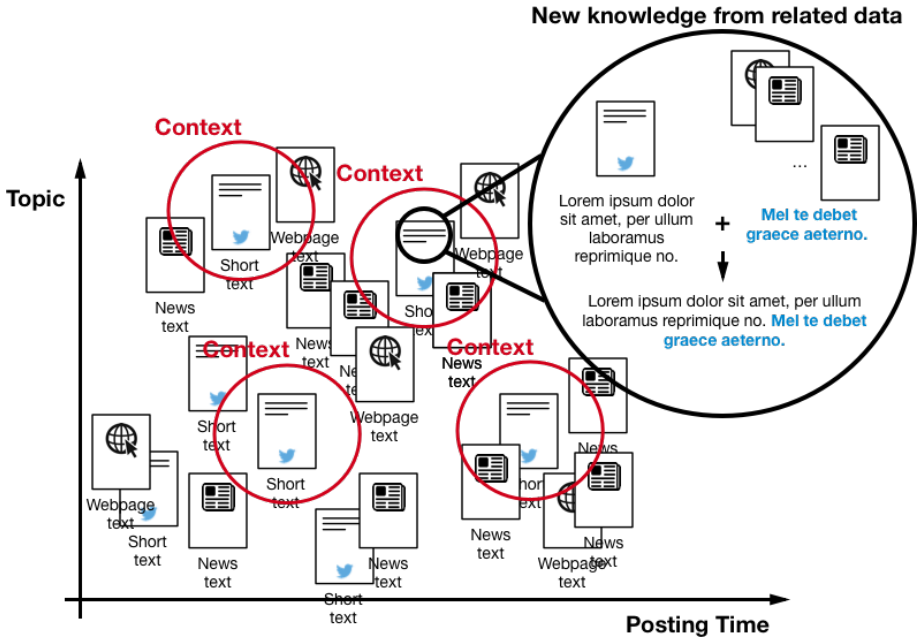 New knowledge from related data
Context
Context
Topic
Lorem ipsum dolor
sit amet, per ullum
laboramus
reprimique no.
+
...
Mel te debet
graece aeterno.
Lorem ipsum dolor sit amet, per ullum
laboramus reprimique no. Mel te debet
graece aeterno.
Webpage
text
Short
text
News
text
Webpage
text
Short
News
text
News
text
Context
Context
Short
text
Webpage
text
News
Short
text
Short
text
Webpage
text
Short
text
News
text
News
text
News
text
Webpage
text
News
text
Short
text
Posting Time